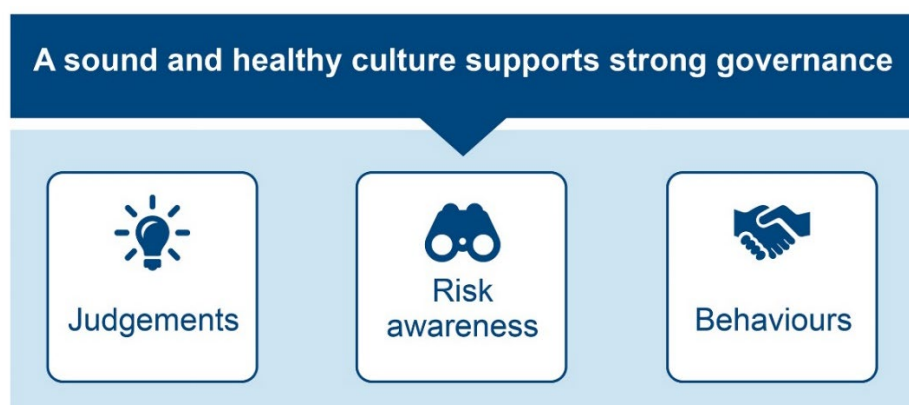 A sound and healthy culture supports strong governance
Judgements
Risk
awareness
Behaviours